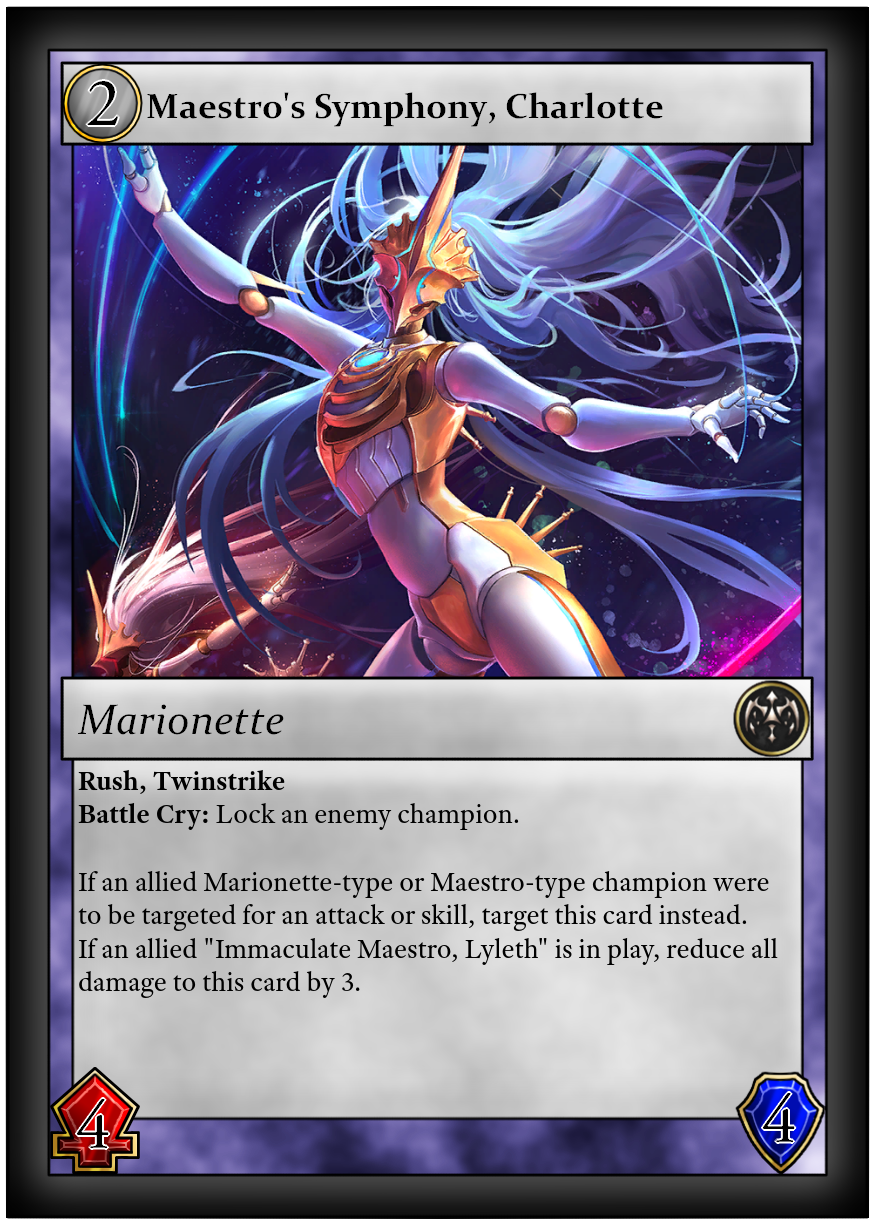 2
Maestro's Symphony, Charlotte
Marionette
Rush, Twinstrike
Battle Cry: Lock an enemy champion.
If an allied Marionette-type or Maestro-type champion were
to be targeted for an attack or skill, target this card instead.
If an allied "Immaculate Maestro, Lyleth" is in play, reduce all
damage to this card by 3.
4
4